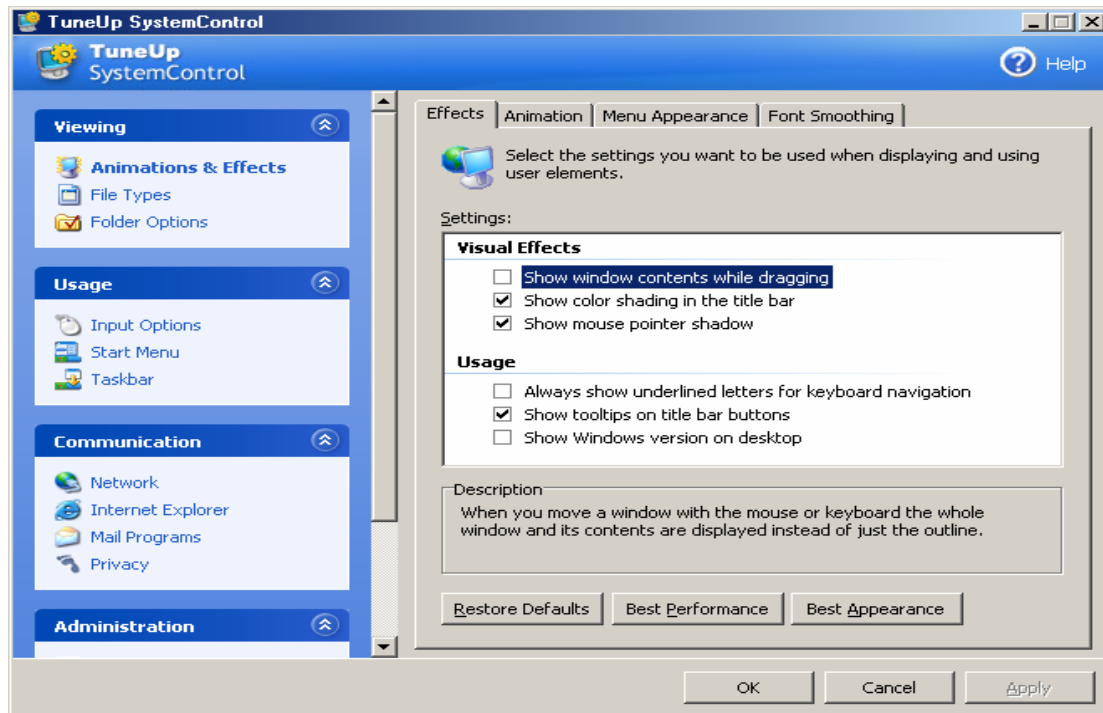 TuneUp SystemControl
TuneUp
SystemControl
Help
Viewing
Animations & Effects
File Types
Folder Options
Usage
Input Options
Start Menu
Taskbar
Communication
Network
Internet Explorer
Mail Programs
Privacy
Administration
Effects Animation Menu Appearance Font Smoothing
Select the settings you want to be used when displaying and using
user elements.
Settings:
Visual Effects
Show window contents while dragging
Show color shading in the title bar
Show mouse pointer shadow
Usage
Always show underlined letters for keyboard navigation
Show tooltips on title bar buttons
Show Windows version on desktop
Description
When you move a window with the mouse or keyboard the whole
window and its contents are displayed instead of just the outline.
Restore Defaults Best Performance Best Appearance
OK Cancel Apply